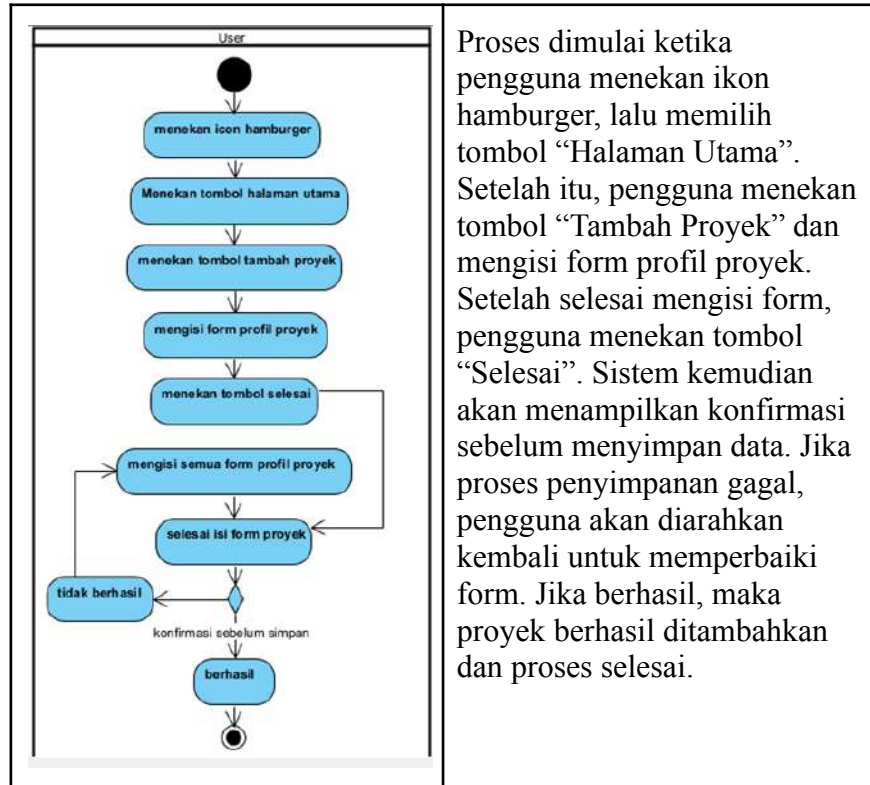 User
menekan icon hamburger
Menekan tombol halaman utama
menekan tombol tambah proyek
mengisi form profil proyek
menekan tombol selesai
mengisi semua form profil proyek
selesai isi form proyek
tidak berhasil
konfirmasi sebelum simpan
berhasil
Proses dimulai ketika
pengguna menekan ikon
hamburger, lalu memilih
tombol “Halaman Utama”.
Setelah itu, pengguna menekan
tombol “Tambah Proyek” dan
mengisi form profil proyek.
Setelah selesai mengisi form,
pengguna menekan tombol
“Selesai”. Sistem kemudian
akan menampilkan konfirmasi
sebelum menyimpan data. Jika
proses penyimpanan gagal,
pengguna akan diarahkan
kembali untuk memperbaiki
form. Jika berhasil, maka
proyek berhasil ditambahkan
dan proses selesai.